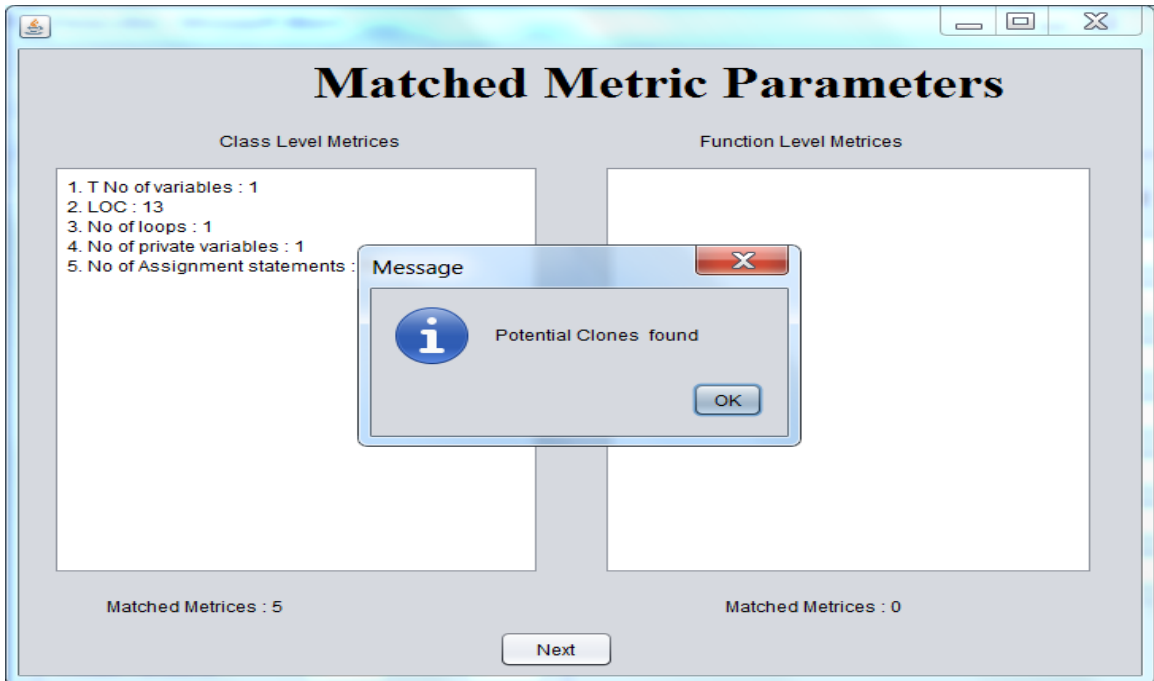 Matched Metric Parameters
Class Level Metrices
Function Level Metrices
1. T No of variables : 1
2. LOC : 13
3. No of loops : 1
4. No of private variables : 1
5. No of Assignment statements :
Message
Potential Clones found
OK
Matched Metrices : 5
Matched Metrices : 0
Next